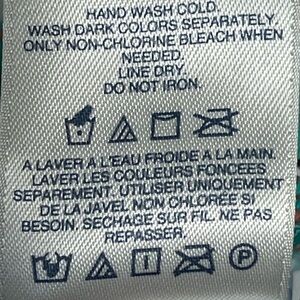 HAND WASH COLD.
WASH DARK COLORS SEPARATELY.
ONLY NON-CHLORINE BLEACH WHEN
NEEDED.
LINE DRY.
DO NOT IRON.
A LAVER A L'EAU FROIDE A LA MAIN.
LAVER LES COULEURS FONCEES
SEPAREMENT. UTILISER UNIQUEMENT
DE LA JAVEL NON CHLORÉE SI
BESOIN. SECHAGE SUR FIL. NE PAS
REPASSER.
P